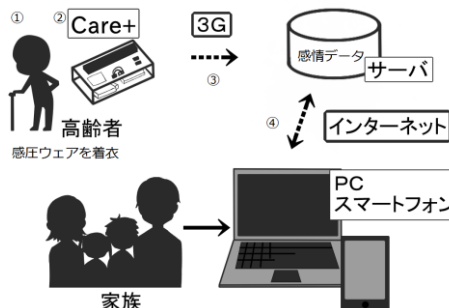 ① ② Care+
3G
③
感情データ
サーバ
高齢者
感圧ウェアを着衣
④
インターネット
PC
スマートフォン
家族